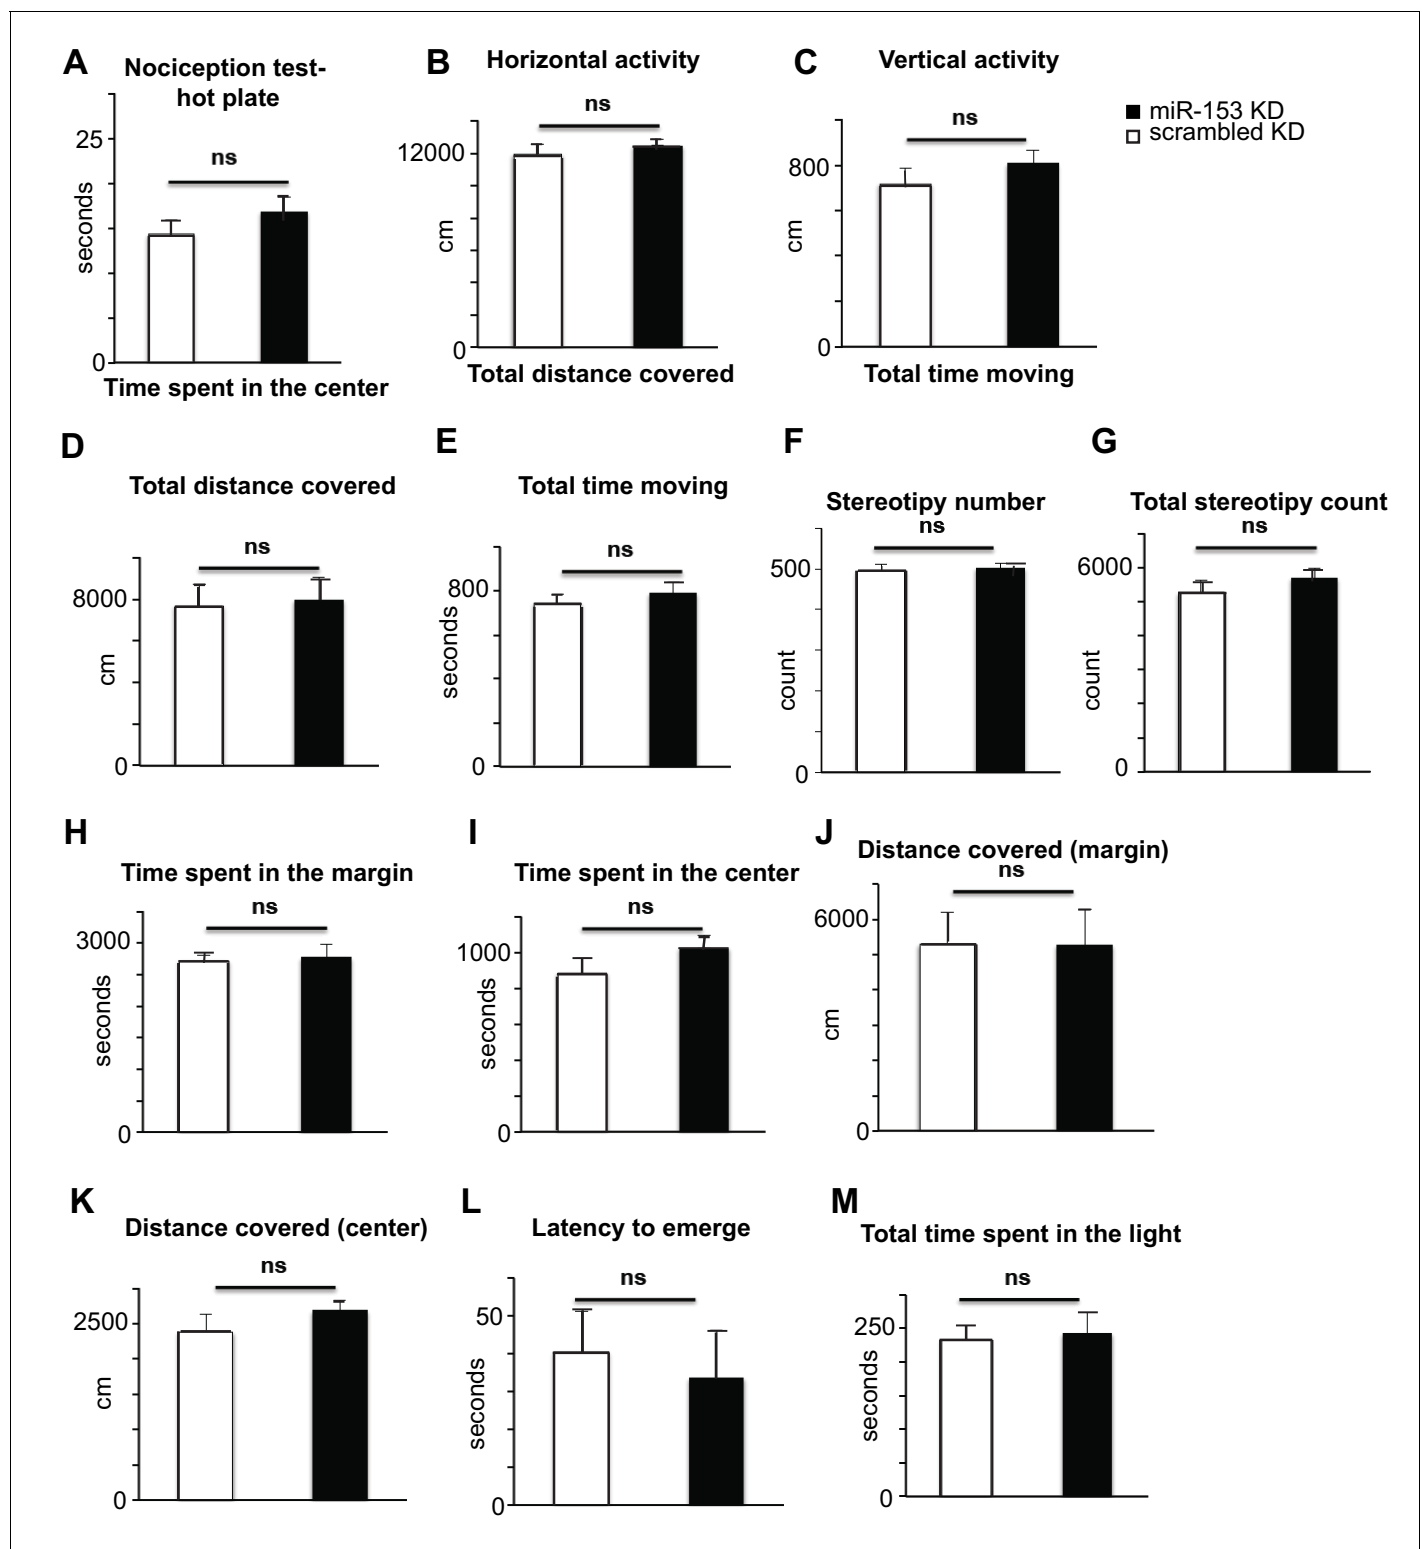 A
Nociception test-
hot plate
ns
25
seconds
0
Time spent in the center
B
Horizontal activity
ns
12000
cm
0
Total distance covered
C
Vertical activity
ns
800
cm
0
Total time moving
miR-153 KD
scrambled KD
D
Total distance covered
ns
8000
cm
0
E
Total time moving
ns
800
seconds
0
F
Stereotipy number
ns
500
count
0
G
Total stereotipy count
ns
6000
count
0
H
Time spent in the margin
ns
3000
seconds
0
I
Time spent in the center
ns
1000
seconds
0
J
Distance covered (margin)
ns
6000
cm
0
K
Distance covered (center)
ns
2500
cm
0
L
Latency to emerge
ns
50
seconds
0
M
Total time spent in the light
ns
250
seconds
0